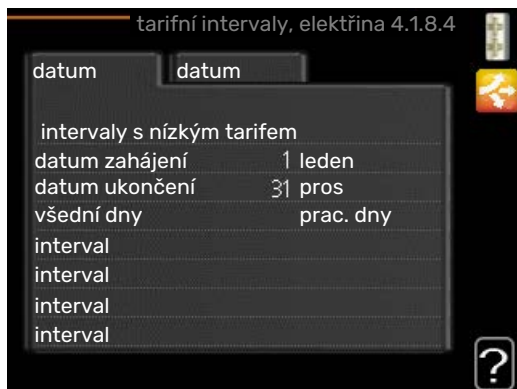 tarifní intervaly, elektřina 4.1.8.4
datum datum
intervaly s nízkým tarifem
datum zahájení 1 leden
datum ukončení 31 pros
všední dny prac. dny
interval
interval
interval
interval
?